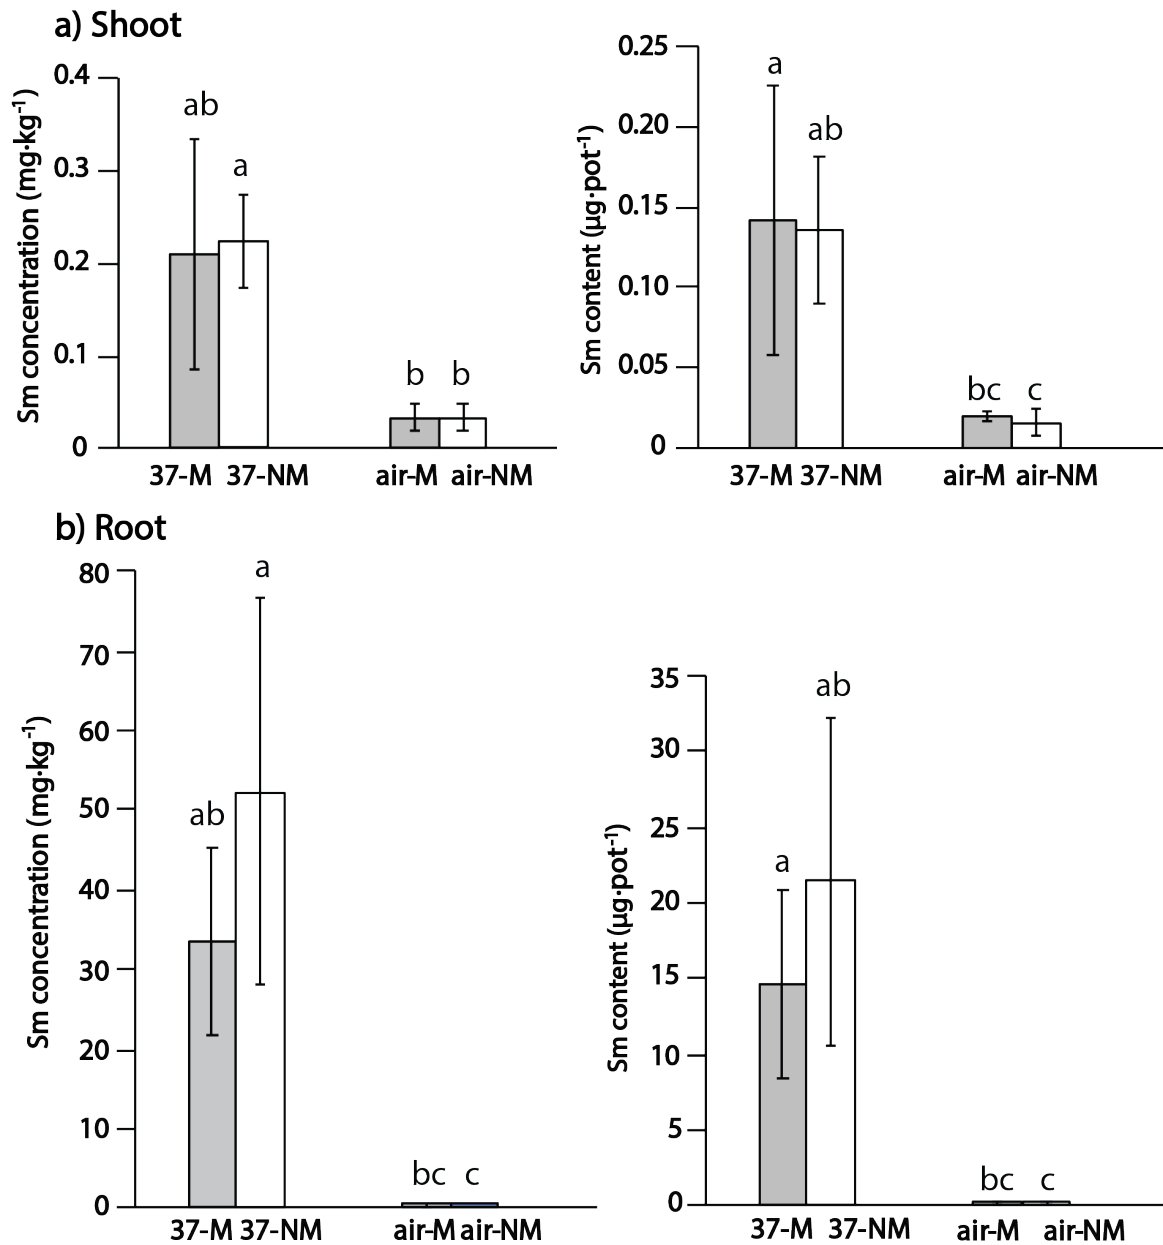 a) Shoot
Sm concentration (mg·kg-1)
0.4
0.3
0.2
0.1
0
ab
a
b
b
37-M 37-NM air-M air-NM
Sm content (µg·pot-1)
0.25
0.20
0.15
0.10
0.05
0
a
ab
bc
c
37-M 37-NM air-M air-NM
b) Root
Sm concentration (mg·kg-1)
80
70
60
50
40
30
20
10
0
ab
a
bc
c
37-M 37-NM air-M air-NM
Sm content (µg·pot-1)
35
30
25
20
15
10
5
0
a
ab
bc
c
37-M 37-NM air-M air-NM